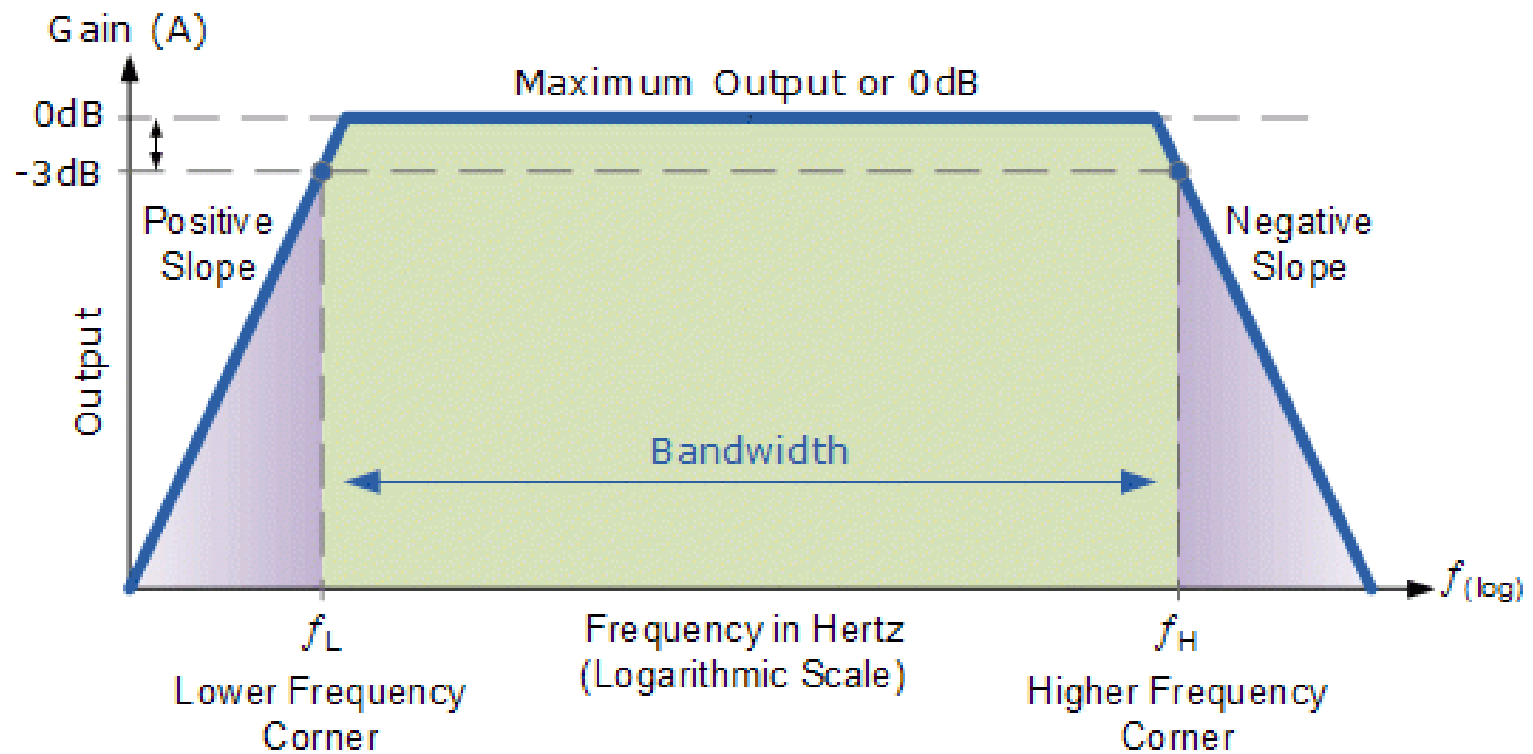 Gain (A)
Maximum Output or 0dB
0dB
-3dB
Positive
Slope
Negative
Slope
Output
Bandwidth
f(log)
fL
Frequency in Hertz
(Logarithmic Scale)
fH
Lower Frequency
Corner
Higher Frequency
Corner